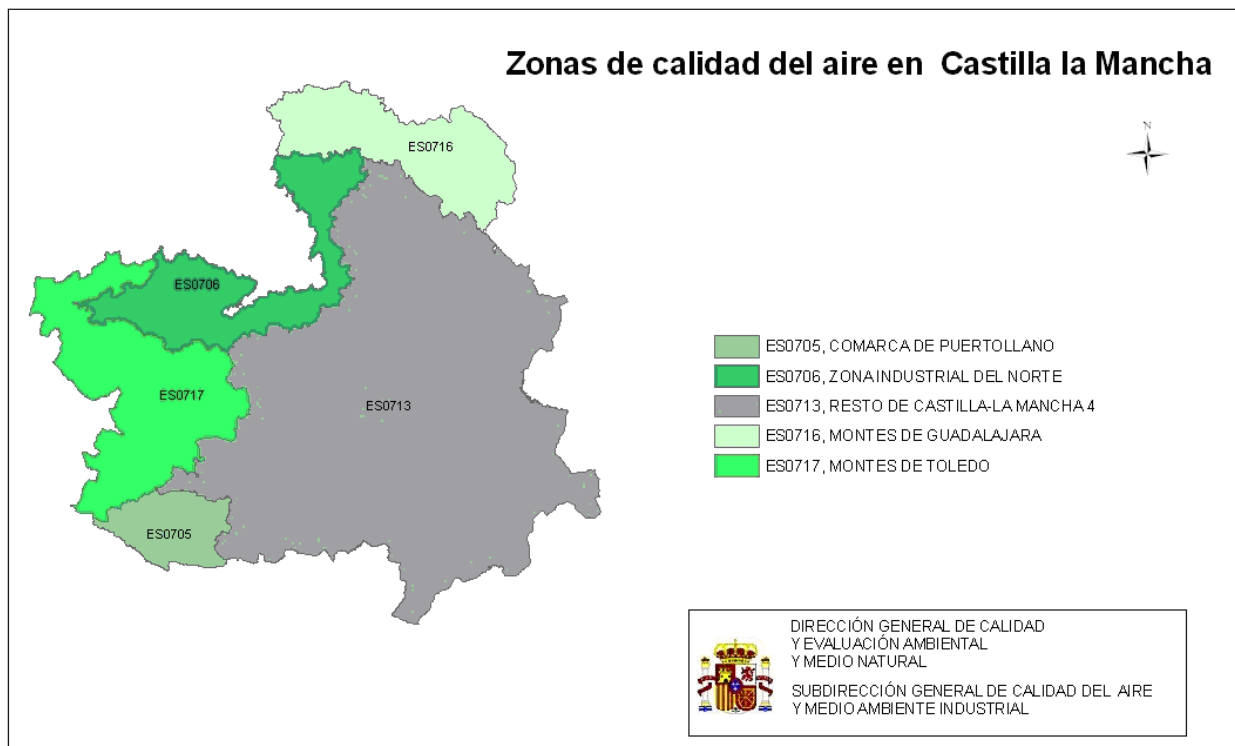 Zonas de calidad del aire en Castilla la Mancha
N
ES0716
ES0706
ES0717
ES0713
ES0705
ES0705, COMARCA DE PUERTOLLANO
ES0706, ZONA INDUSTRIAL DEL NORTE
ES0713, RESTO DE CASTILLA-LA MANCHA 4
ES0716, MONTES DE GUADALAJARA
ES0717, MONTES DE TOLEDO
DIRECCIÓN GENERAL DE CALIDAD
Y EVALUACIÓN AMBIENTAL
Y MEDIO NATURAL
SUBDIRECCIÓN GENERAL DE CALIDAD DEL AIRE
Y MEDIO AMBIENTE INDUSTRIAL